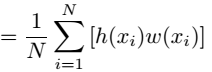 = \frac{1}{N} \sum_{i=1}^{N} [h(x_i)w(x_i)]